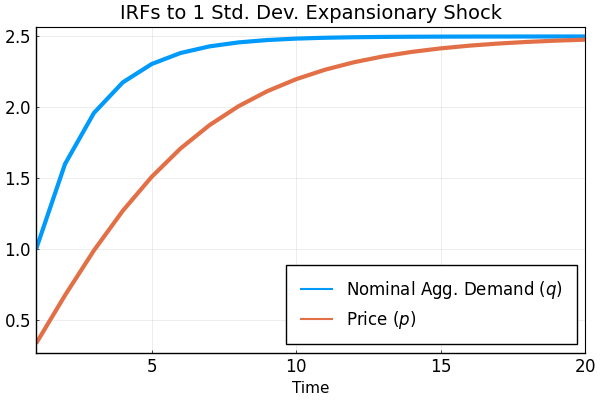 IRFs to 1 Std. Dev. Expansionary Shock
2.5
2.0
1.5
1.0
0.5
Nominal Agg. Demand (q)
Price (p)
5
10
15
20
Time